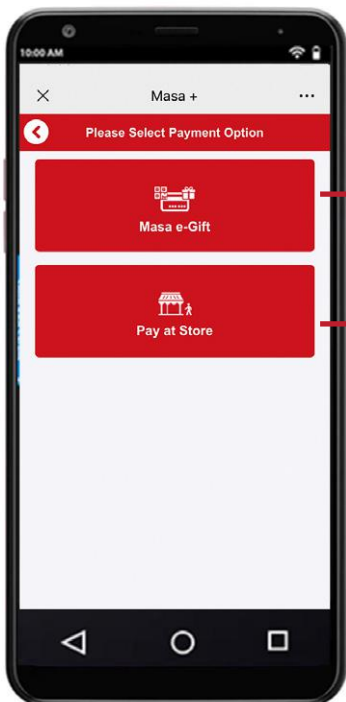 10:00 AM
Masa +
Please Select Payment Option
Masa e-Gift
Pay at Store